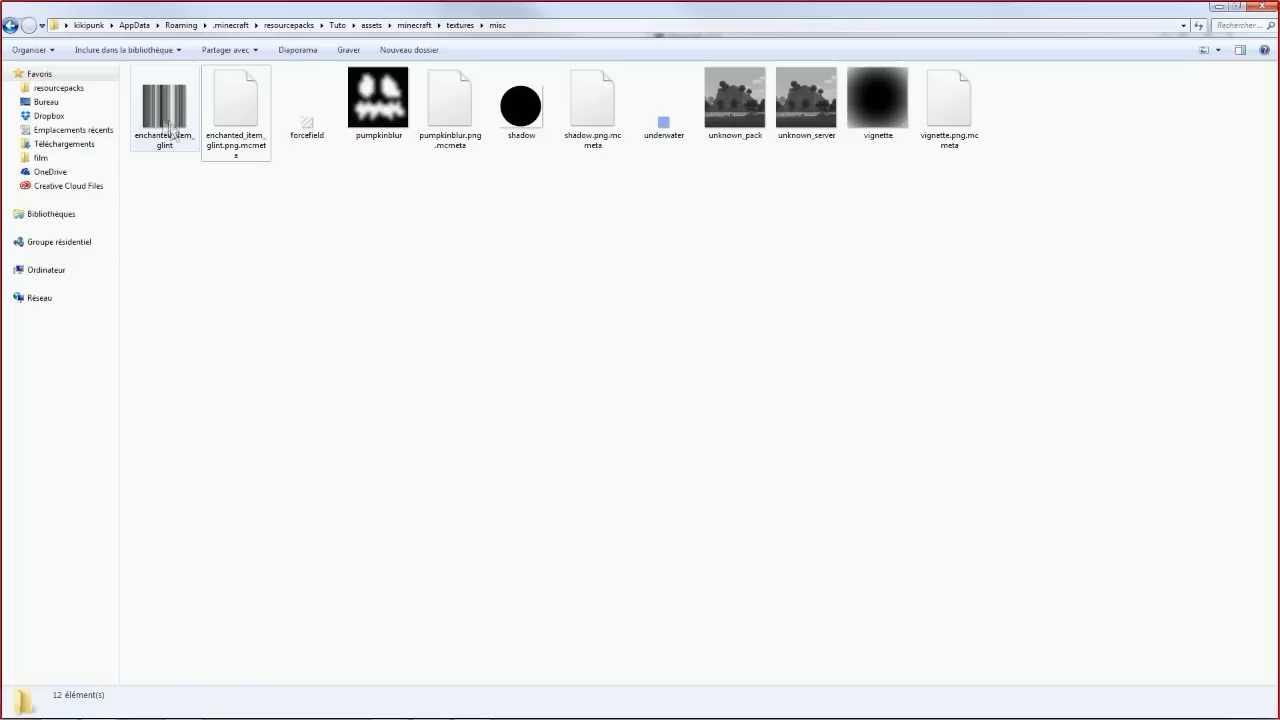 kikipunk AppData Roaming .minecraft resourcepacks Tuto assets minecraft textures misc Rechercher ...
Organiser Inclure dans la bibliothèque Partager avec Diaporama Graver Nouveau dossier
Favoris
resourcepacks
Bureau
Dropbox
Emplacements récents
Téléchargements
film
OneDrive
Creative Cloud Files
Bibliothèques
Groupe résidentiel
Ordinateur
Réseau
enchanted_item_
glint
enchanted_item_
glint.png.mcmet
a
forcefield
pumpkinblur
pumpkinblur.png
.mcmeta
shadow
shadow.png.mc
meta
underwater
unknown_pack
unknown_server
vignette
vignette.png.mc
meta
12 élément(s)